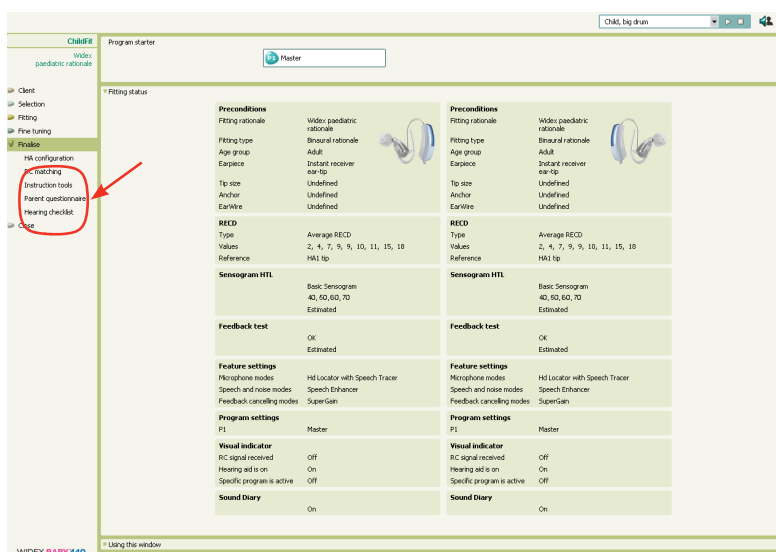 Child, big drum
ChildFit
Widex
paediatric rationale
Client
Selection
Fitting
Fine tuning
Finalise
HA configuration
RC matching
Instruction tools
Parent questionnaire
Hearing checklist
Close
WIDEX BABY440
Program starter
P1 Master
Fitting status
Preconditions
Fitting rationale Widex paediatric
rationale
Fitting type Binaural rationale
Age group Adult
Earpiece Instant receiver
ear-tip
Tip size Undefined
Anchor Undefined
EarWire Undefined
RECD
Type Average RECD
Values 2, 4, 7, 9, 9, 10, 11, 15, 18
Reference HA1 tip
Sensogram HTL
Basic Sensogram
40, 50, 60, 70
Estimated
Feedback test
OK
Estimated
Feature settings
Microphone modes Hd Locator with Speech Tracer
Speech and noise modes Speech Enhancer
Feedback cancelling modes SuperGain
Program settings
P1 Master
Visual indicator
RC signal received Off
Hearing aid is on On
Specific program is active Off
Sound Diary
On
Preconditions
Fitting rationale Widex paediatric
rationale
Fitting type Binaural rationale
Age group Adult
Earpiece Instant receiver
ear-tip
Tip size Undefined
Anchor Undefined
EarWire Undefined
RECD
Type Average RECD
Values 2, 4, 7, 9, 9, 10, 11, 15, 18
Reference HA1 tip
Sensogram HTL
Basic Sensogram
40, 50, 60, 70
Estimated
Feedback test
OK
Estimated
Feature settings
Microphone modes Hd Locator with Speech Tracer
Speech and noise modes Speech Enhancer
Feedback cancelling modes SuperGain
Program settings
P1 Master
Visual indicator
RC signal received Off
Hearing aid is on On
Specific program is active Off
Sound Diary
On
Using this window